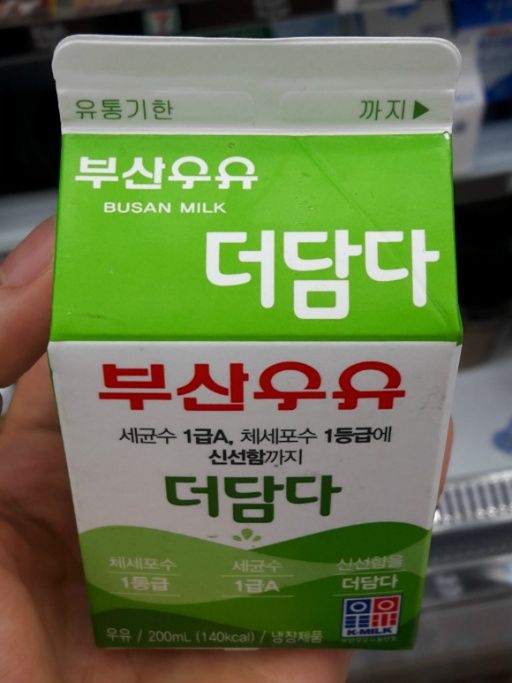 유통기한 까지▶
부산우유
BUSAN MILK
더담다
부산우유
세균수 1급A, 체세포수 1등급에
신선함까지
더담다
체세포수 세균수 신선함을
1등급 1급A 더담다
우유 / 200mL (140kcal) / 냉장제품
K-MILK